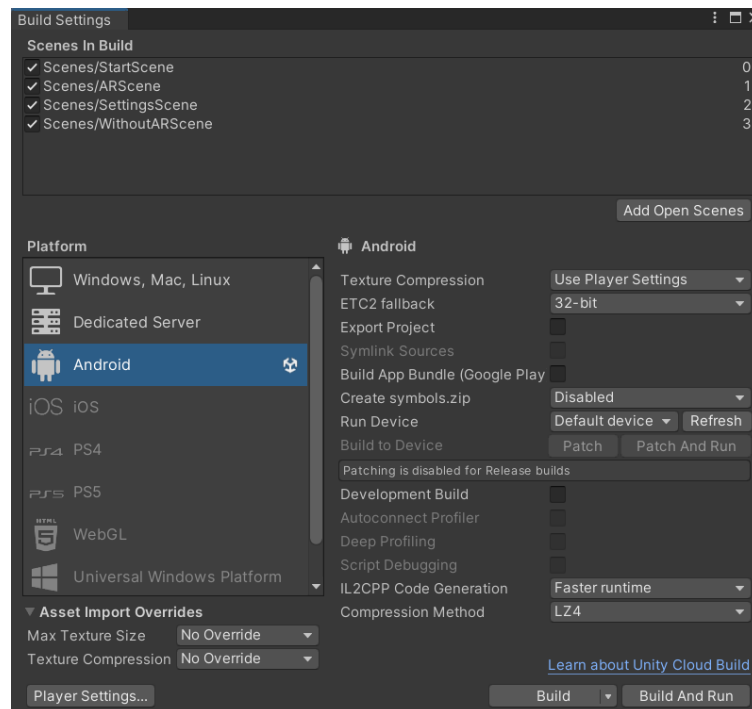 Build Settings
Scenes In Build
Scenes/StartScene 0
Scenes/ARScene 1
Scenes/SettingsScene 2
Scenes/WithoutARScene 3
Add Open Scenes
Platform
Windows, Mac, Linux
Dedicated Server
Android
iOS iOS
PS4 PS4
PS5 PS5
HTML 5 WebGL
Universal Windows Platform
Asset Import Overrides
Max Texture Size No Override
Texture Compression No Override
Player Settings...
Android
Texture Compression Use Player Settings
ETC2 fallback 32-bit
Export Project
Symlink Sources
Build App Bundle (Google Play
Create symbols.zip Disabled
Run Device Default device Refresh
Build to Device Patch Patch And Run
Patching is disabled for Release builds
Development Build
Autoconnect Profiler
Deep Profiling
Script Debugging
IL2CPP Code Generation Faster runtime
Compression Method LZ4
Learn about Unity Cloud Build
Build Build And Run